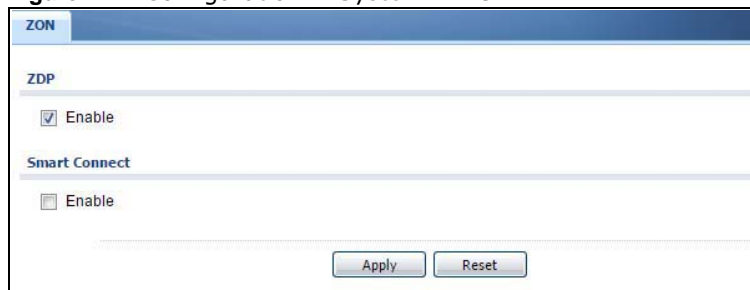 ZON
ZDP
Enable
Smart Connect
Enable
Apply Reset